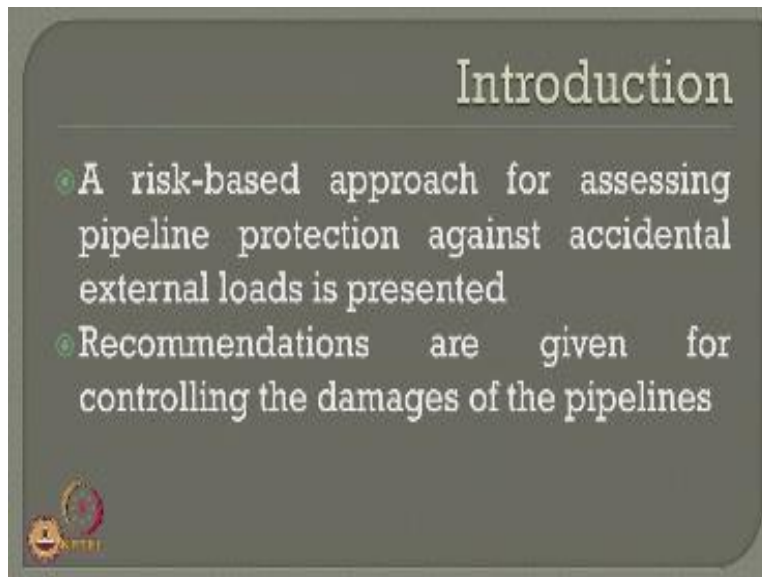 Introduction
A risk-based approach for assessing
pipeline protection against accidental
external loads is presented
Recommendations are given for
controlling the damages of the pipelines
NPTEL